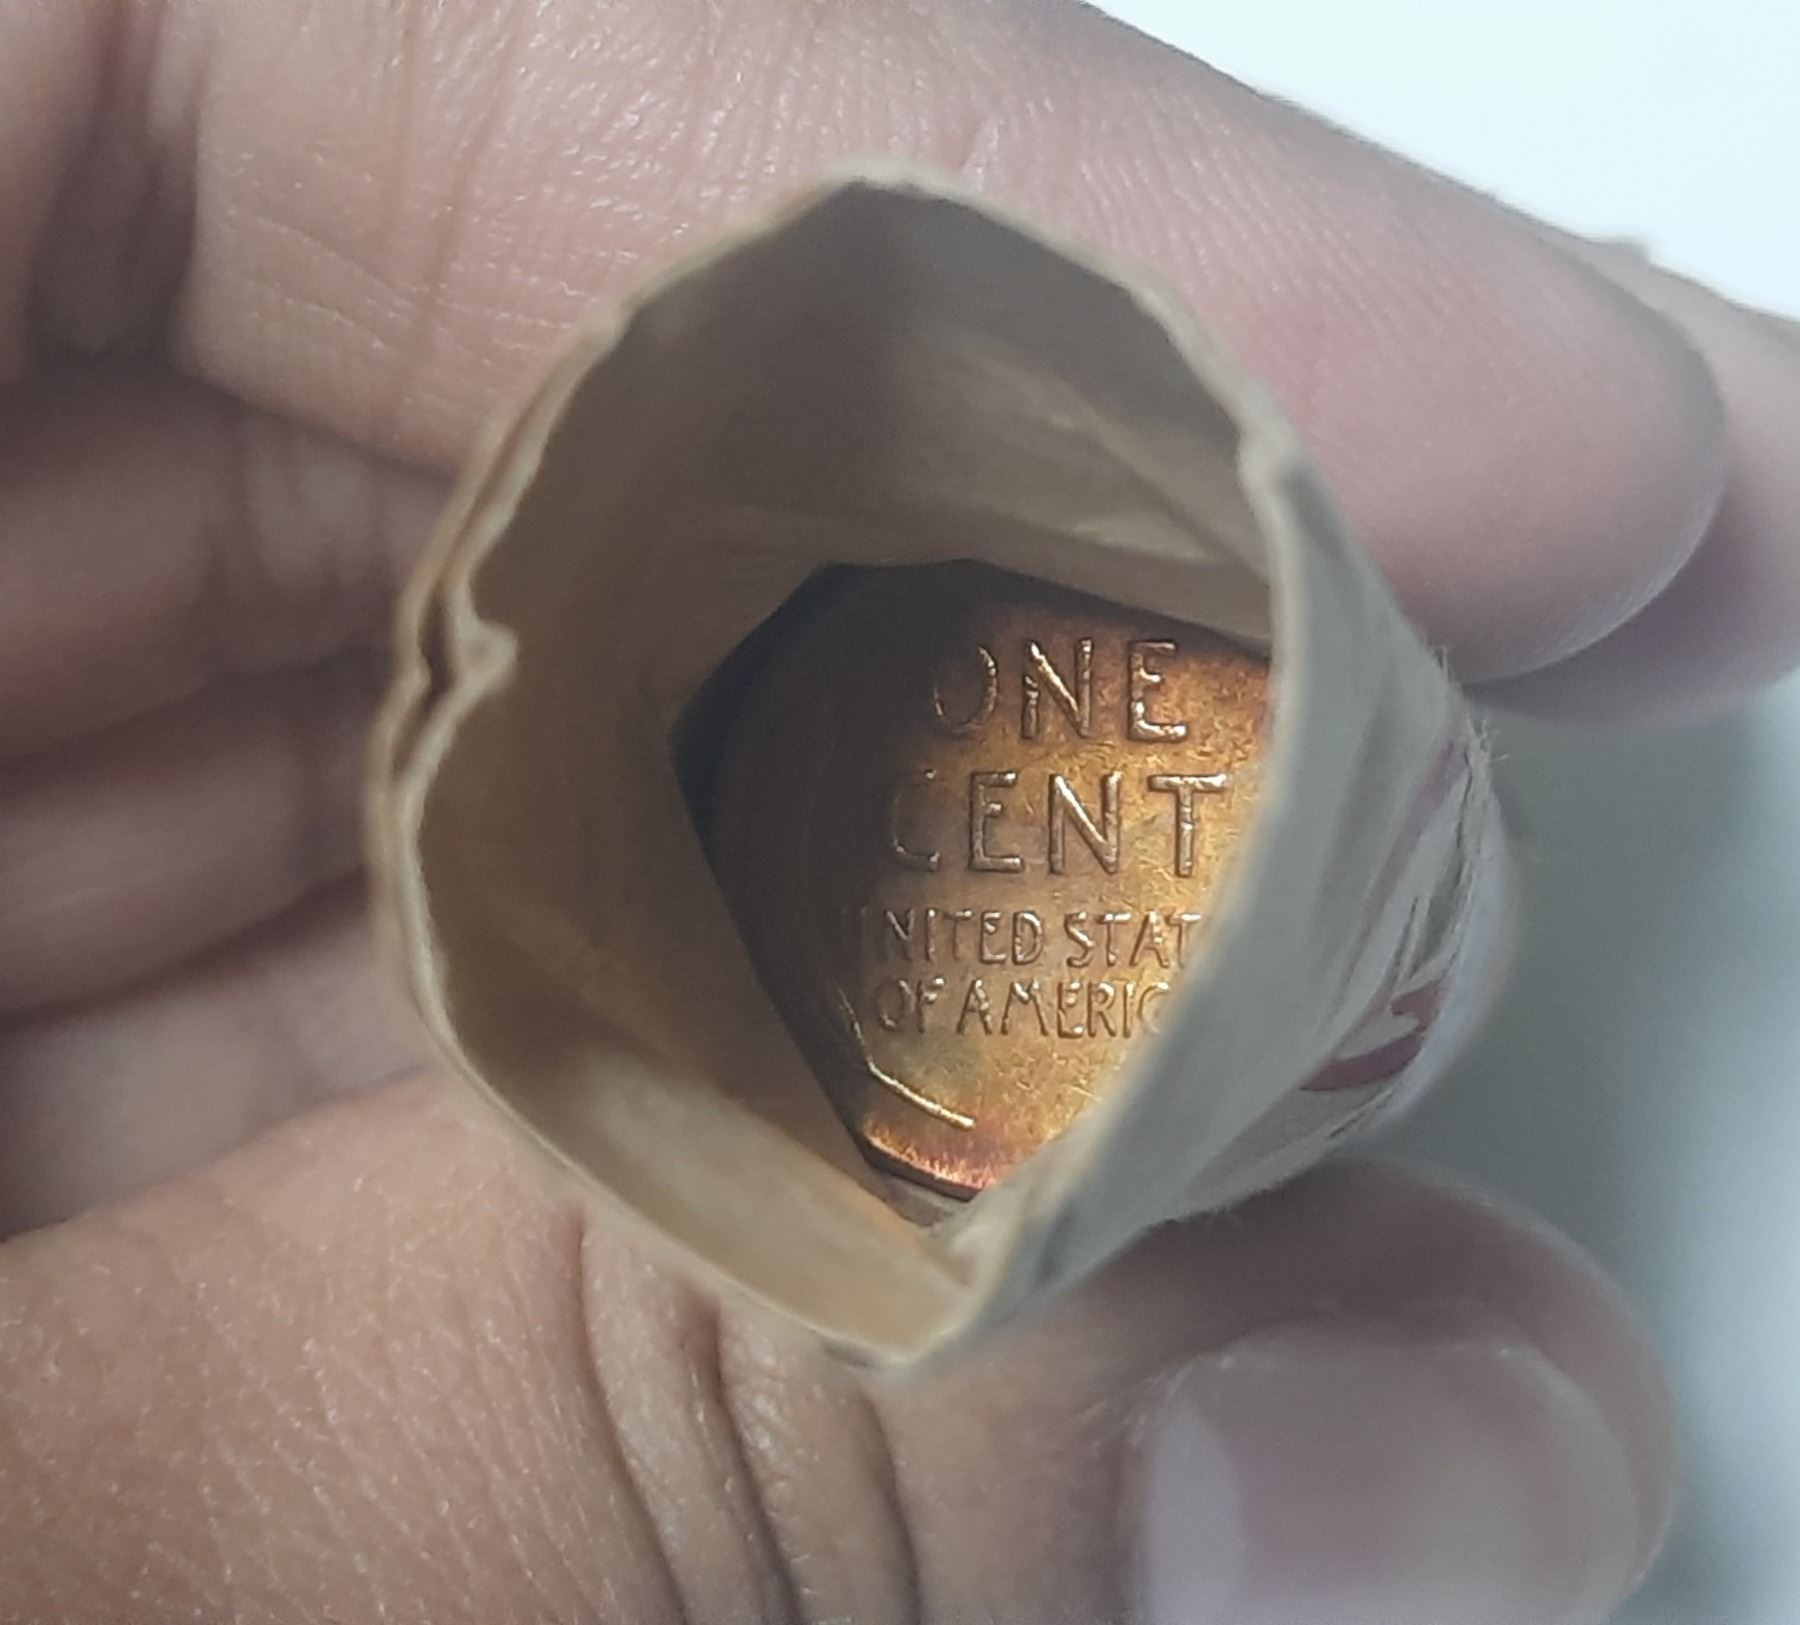 ONE
CENT
UNITED STAT
OF AMERIC